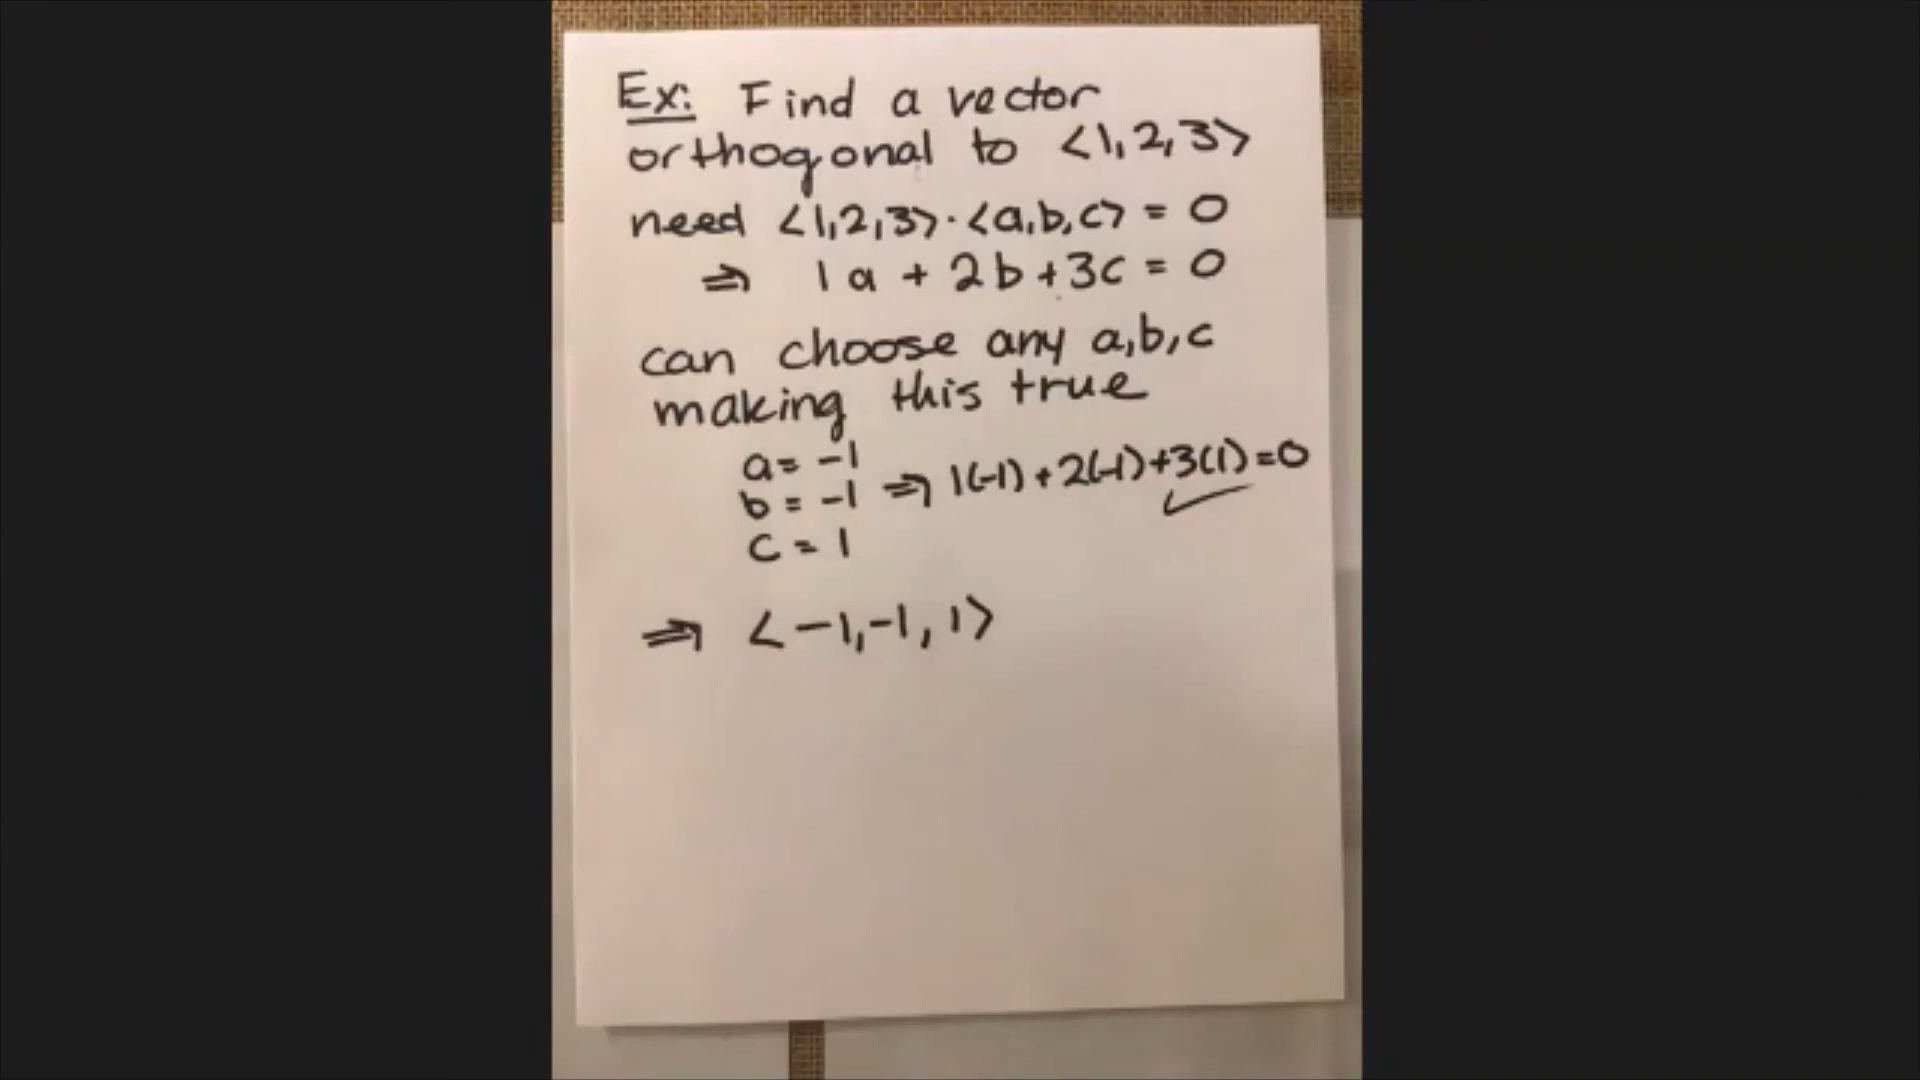 Ex: Find a vector
orthogonal to <1,2,3>
need <1,2,3>·<a,b,c> = 0
⇒ 1a + 2b + 3c = 0
can choose any a,b,c
making this true
a = -1
b = -1 ⇒ 1(-1) + 2(-1) + 3(1) = 0 ✓
c = 1
⇒ <-1,-1,1>